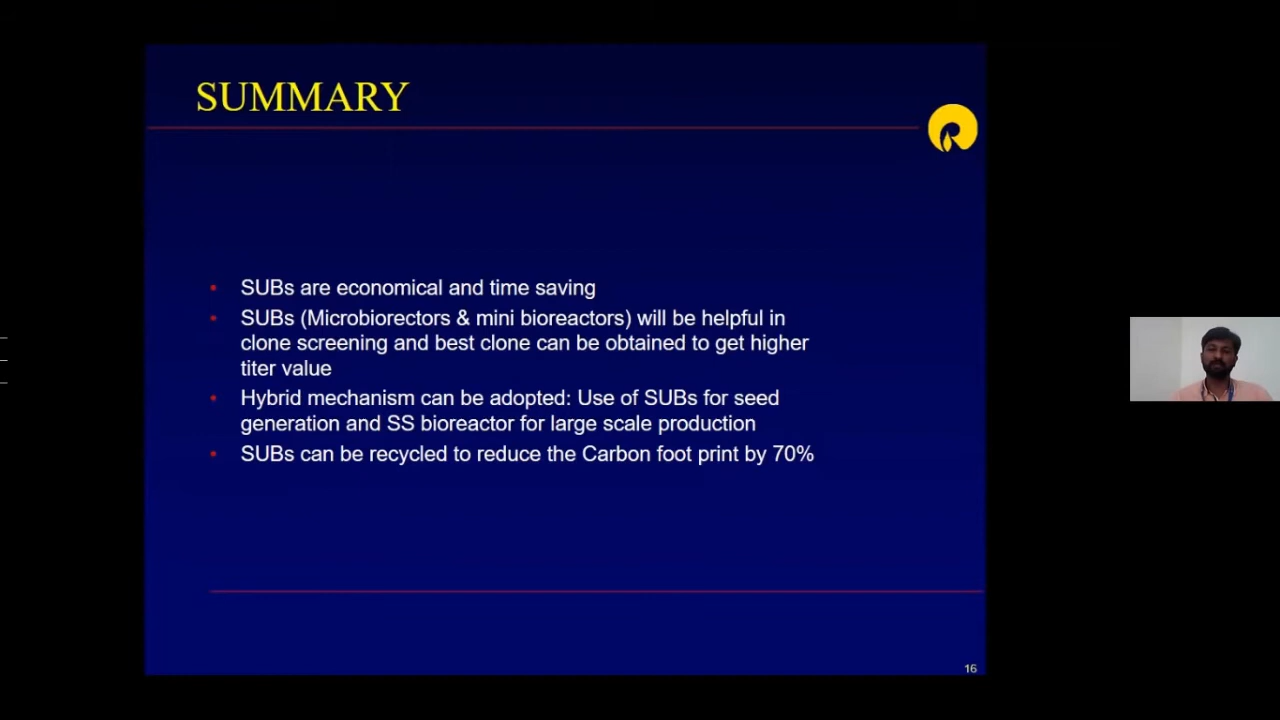 SUMMARY
• SUBs are economical and time saving
• SUBs (Microbiorectors & mini bioreactors) will be helpful in
clone screening and best clone can be obtained to get higher
titer value
• Hybrid mechanism can be adopted: Use of SUBs for seed
generation and SS bioreactor for large scale production
• SUBs can be recycled to reduce the Carbon foot print by 70%
16